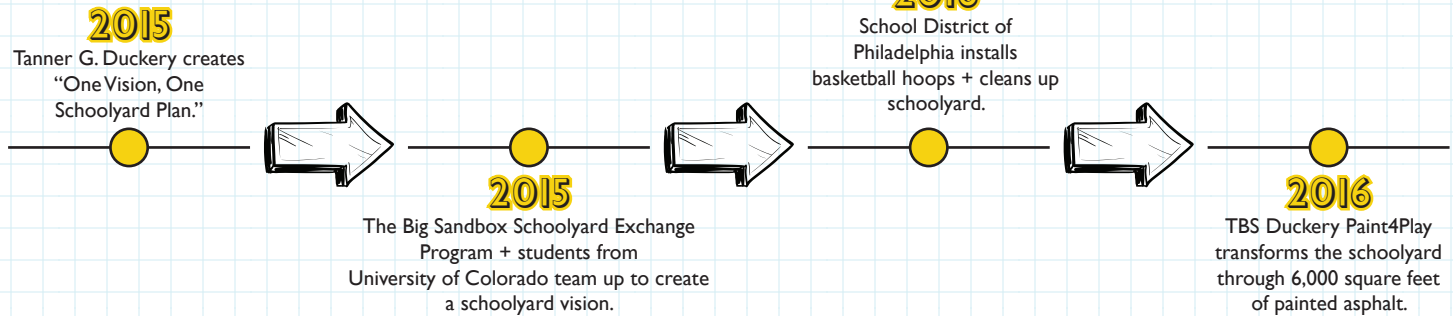 2015
Tanner G. Duckery creates
“One Vision, One
Schoolyard Plan.”
2015
The Big Sandbox Schoolyard Exchange
Program + students from
University of Colorado team up to create
a schoolyard vision.
School District of
Philadelphia installs
basketball hoops + cleans up
schoolyard.
2016
TBS Duckery Paint4Play
transforms the schoolyard
through 6,000 square feet
of painted asphalt.